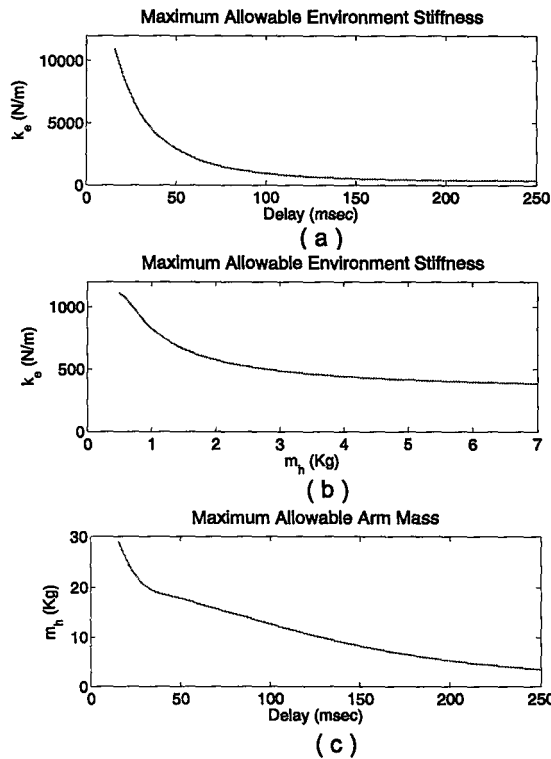 Maximum Allowable Environment Stiffness
10000
5000
0
k_e (N/m)
0 50 100 150 200 250
Delay (msec)
( a )
Maximum Allowable Environment Stiffness
1000
500
0
k_e (N/m)
0 1 2 3 4 5 6 7
m_h (Kg)
( b )
Maximum Allowable Arm Mass
30
20
10
0
m_h (Kg)
0 50 100 150 200 250
Delay (msec)
( c )